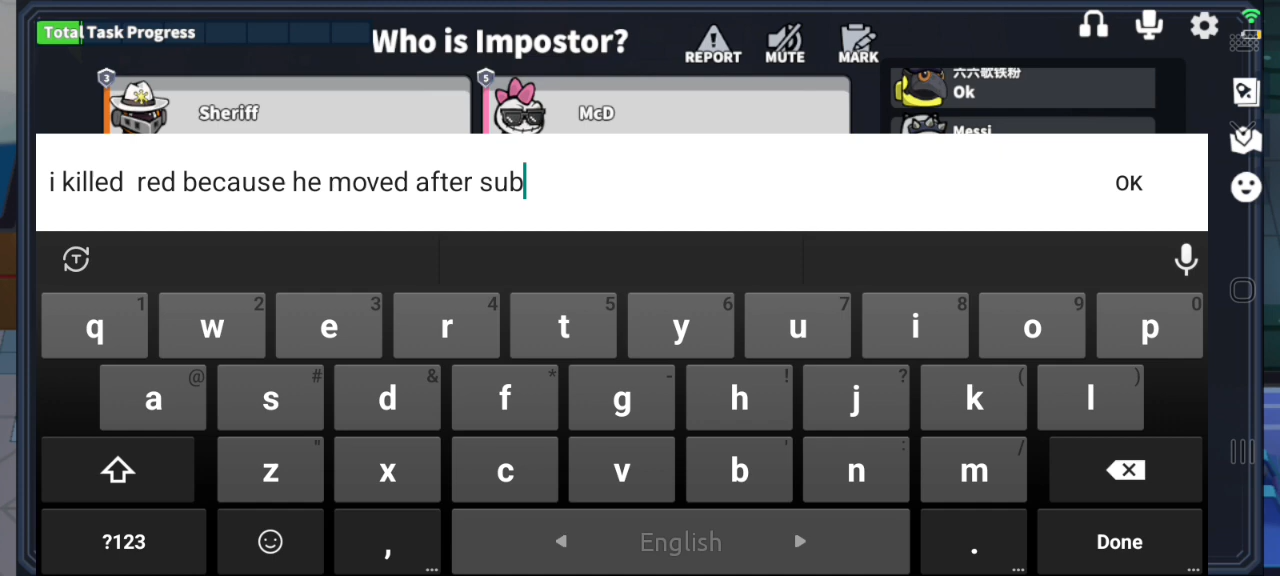 Total Task Progress
Who is Impostor?
REPORT
MUTE
MARK
3
Sheriff
5
McD
六六歌铁粉
Ok
Messi
i killed  red because he moved after sub
OK
T
q 1 w 2 e 3 r 4 t 5 y 6 u 7 i 8 o 9 p 0
a @ s # d & f * g - h ! j ? k ( l )
z " x c v b ' n : m /
?123 , ... English . ... Done ...